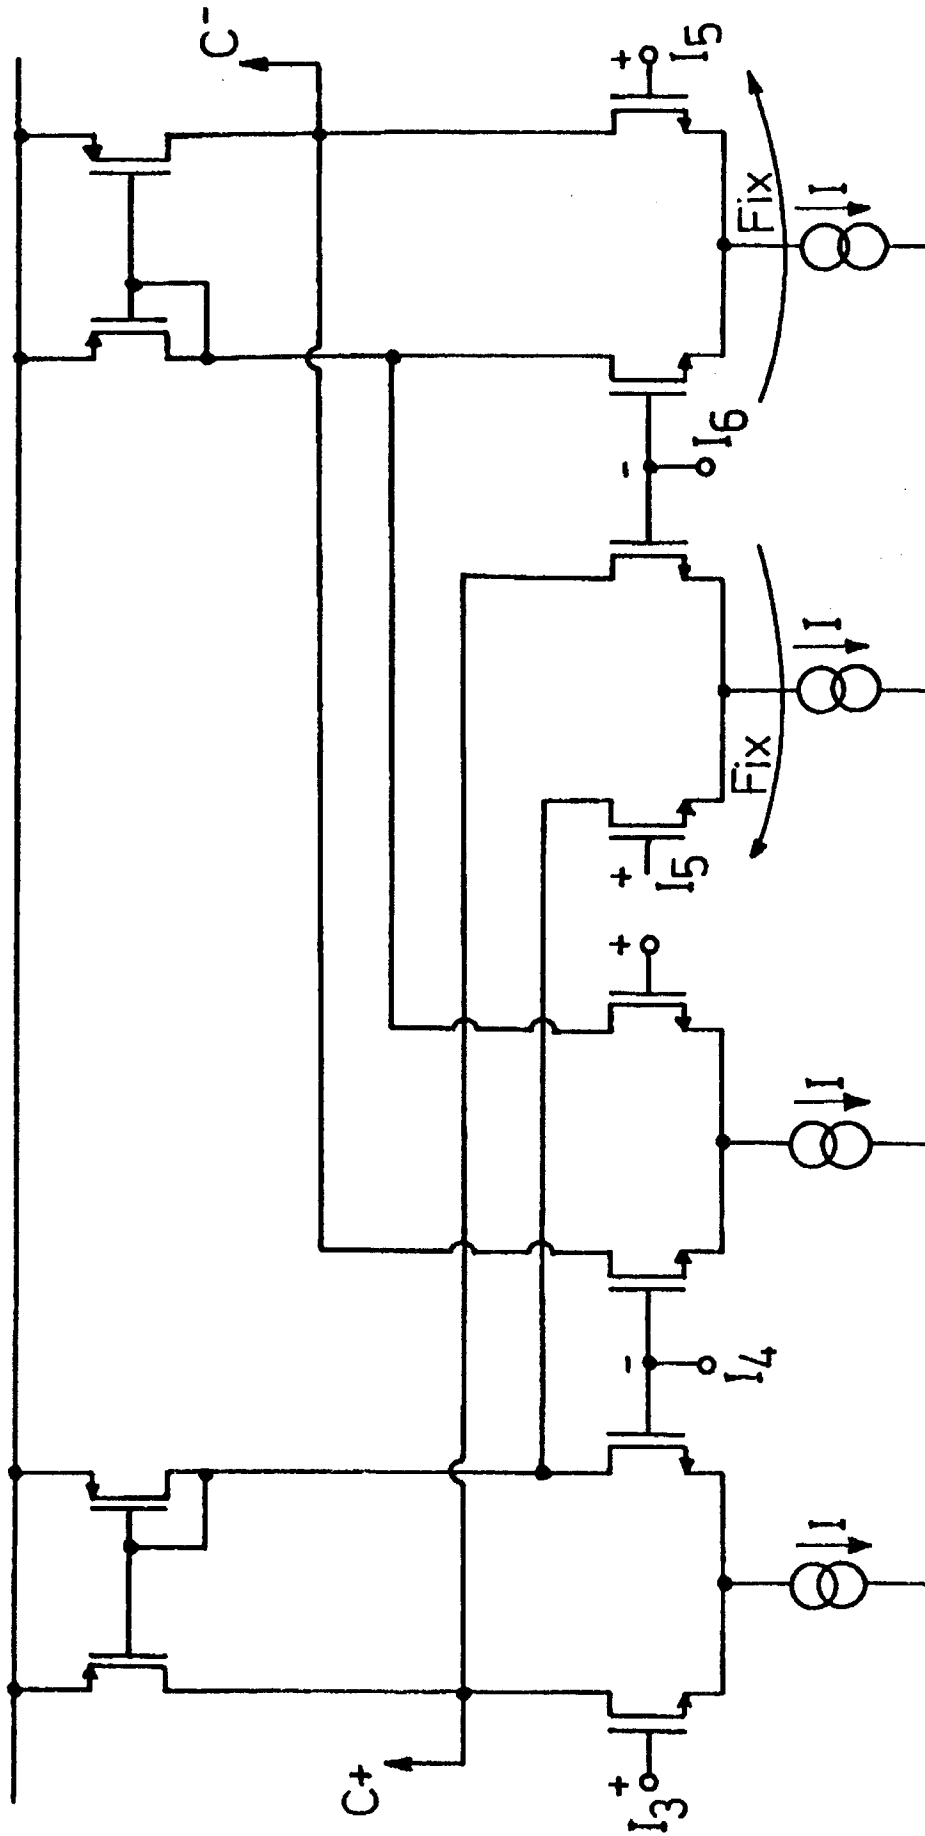 C-
C+
+ - + + - +
I3 I4 I5 I6 I5
Fix Fix
I I I I